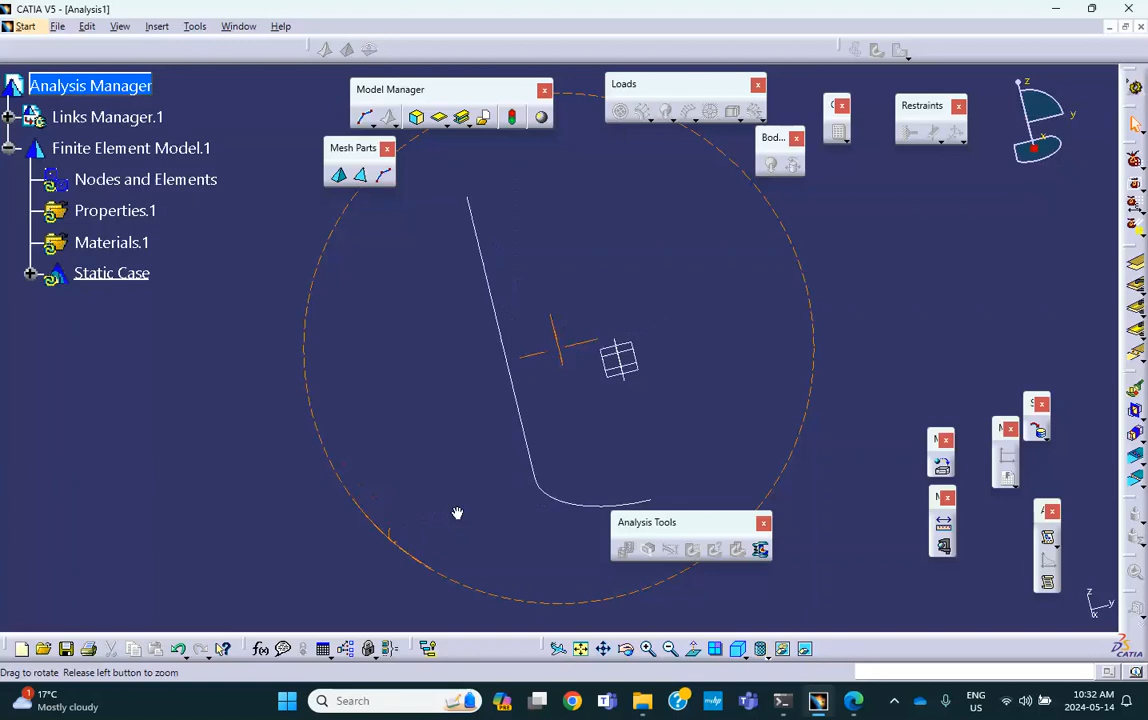 CATIA V5 - [Analysis1]
Start File Edit View Insert Tools Window Help
Analysis Manager
Links Manager.1
Finite Element Model.1
Nodes and Elements
Properties.1
Materials.1
Static Case
Model Manager
Mesh Parts
Loads
Bod...
Restraints
z
y
x
Analysis Tools
M
M
M
S
A
z
y
x
CATIA
Drag to rotate Release left button to zoom
1
17°C
Mostly cloudy
Search
ENG
US
10:32 AM
2024-05-14